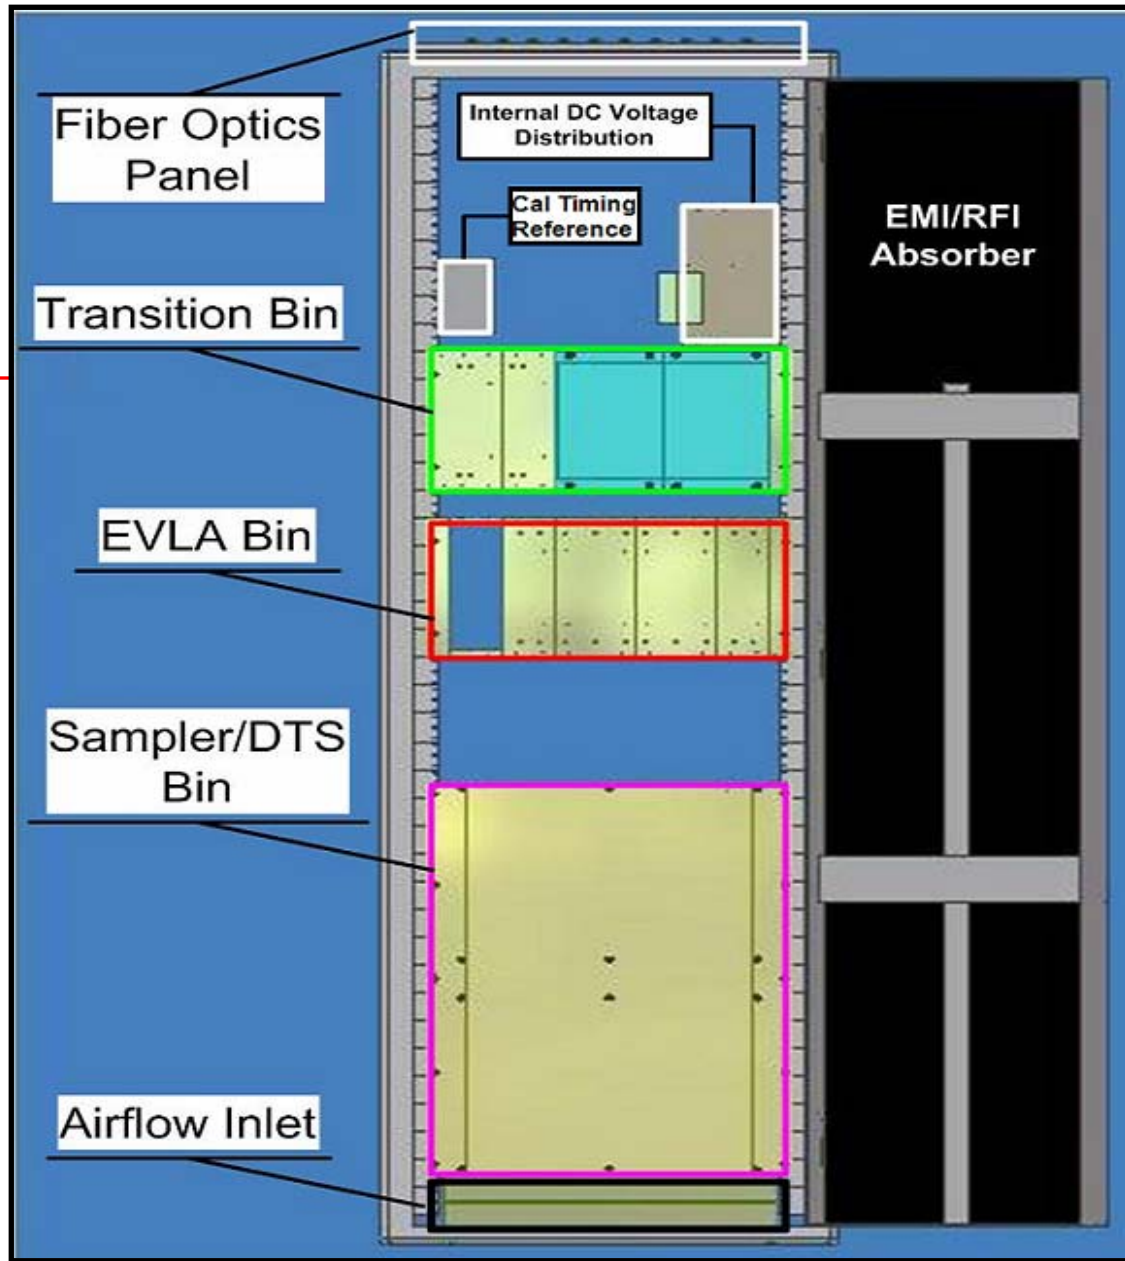 Fiber Optics
Panel
Internal DC Voltage
Distribution
Cal Timing
Reference
EMI/RFI
Absorber
Transition Bin
EVLA Bin
Sampler/DTS
Bin
Airflow Inlet